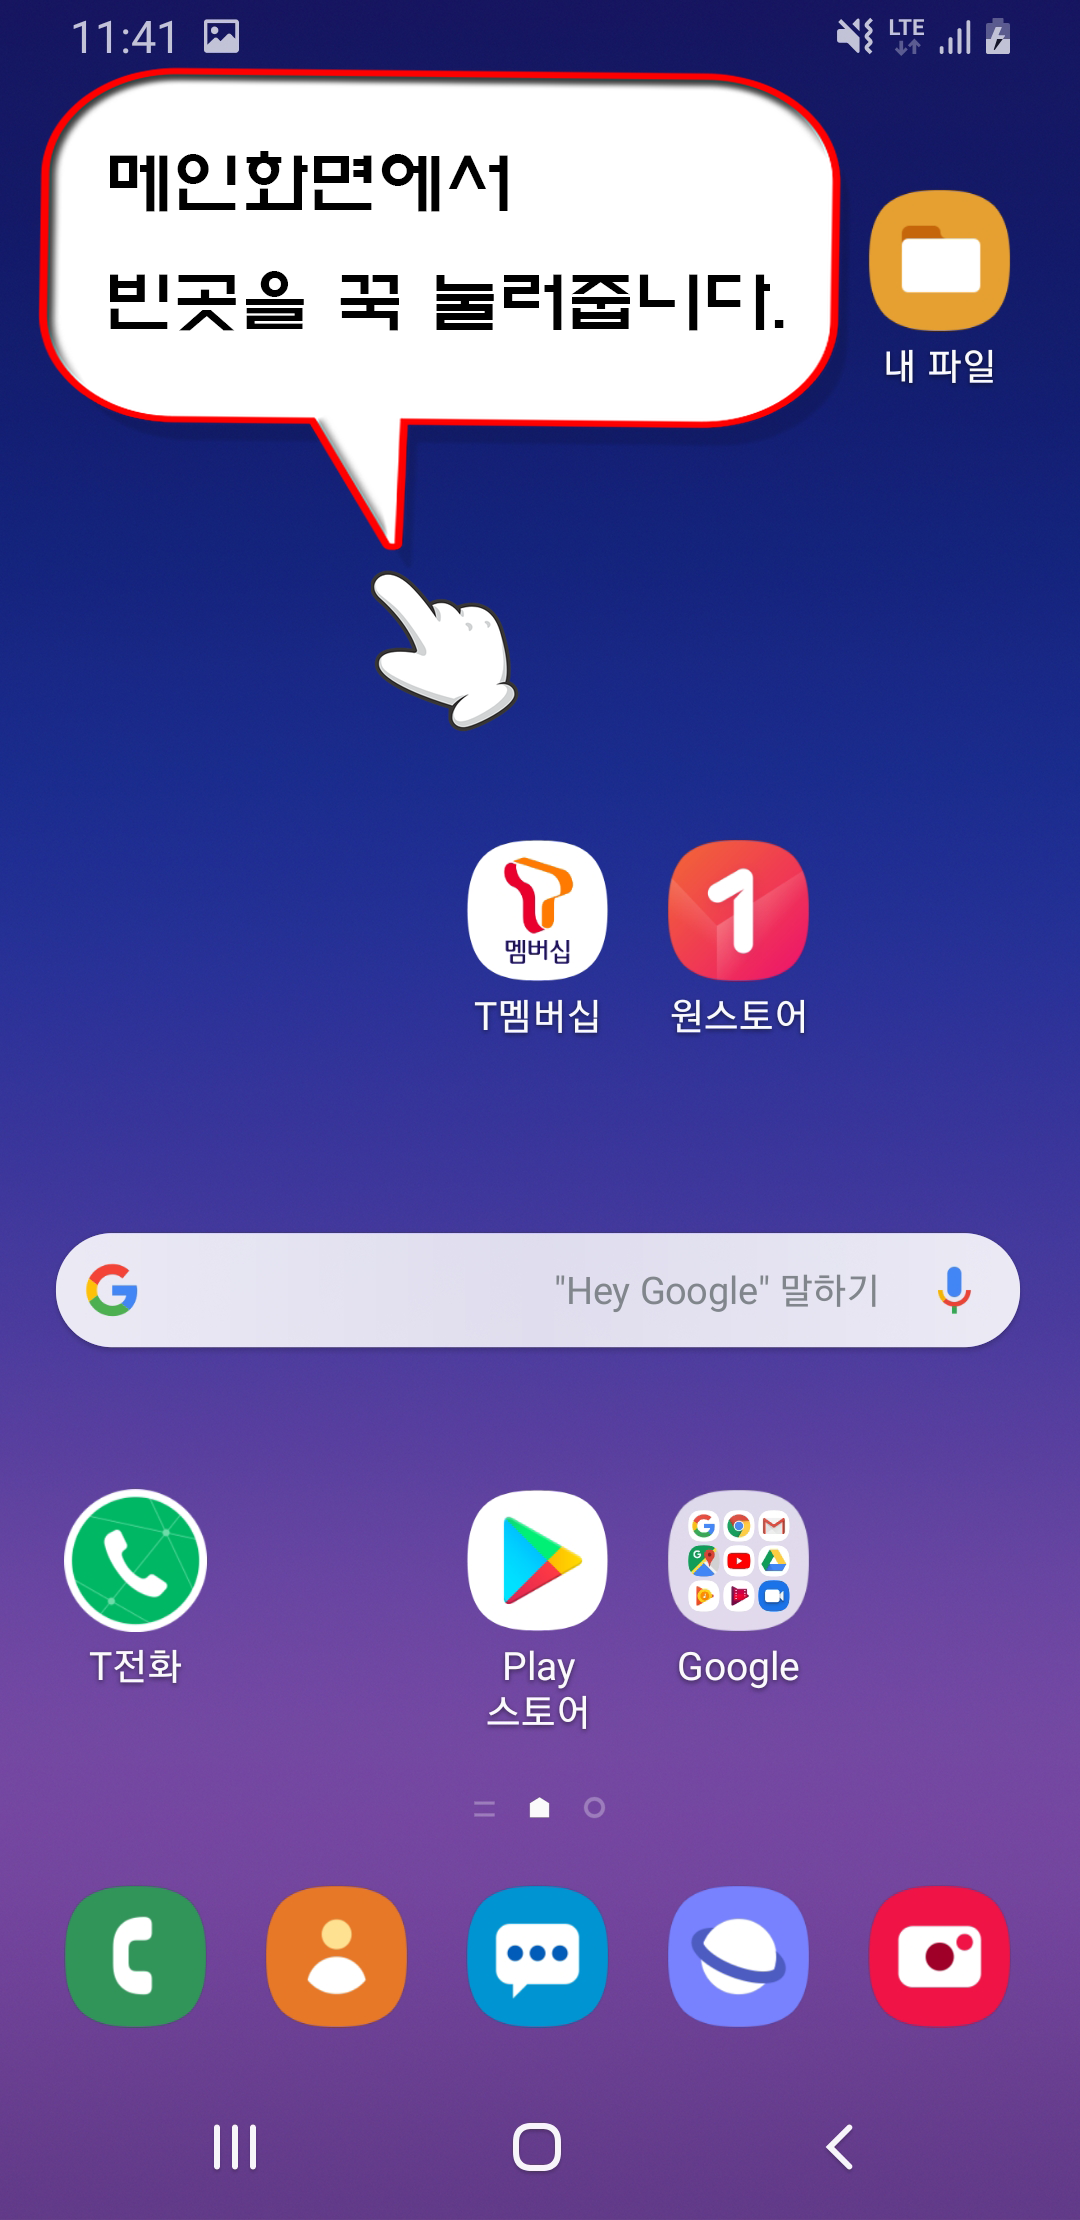 11:41
LTE
메인화면에서
빈곳을 꾹 눌러줍니다.
내 파일
멤버십
T멤버십
원스토어
"Hey Google" 말하기
T전화
Play
스토어
Google